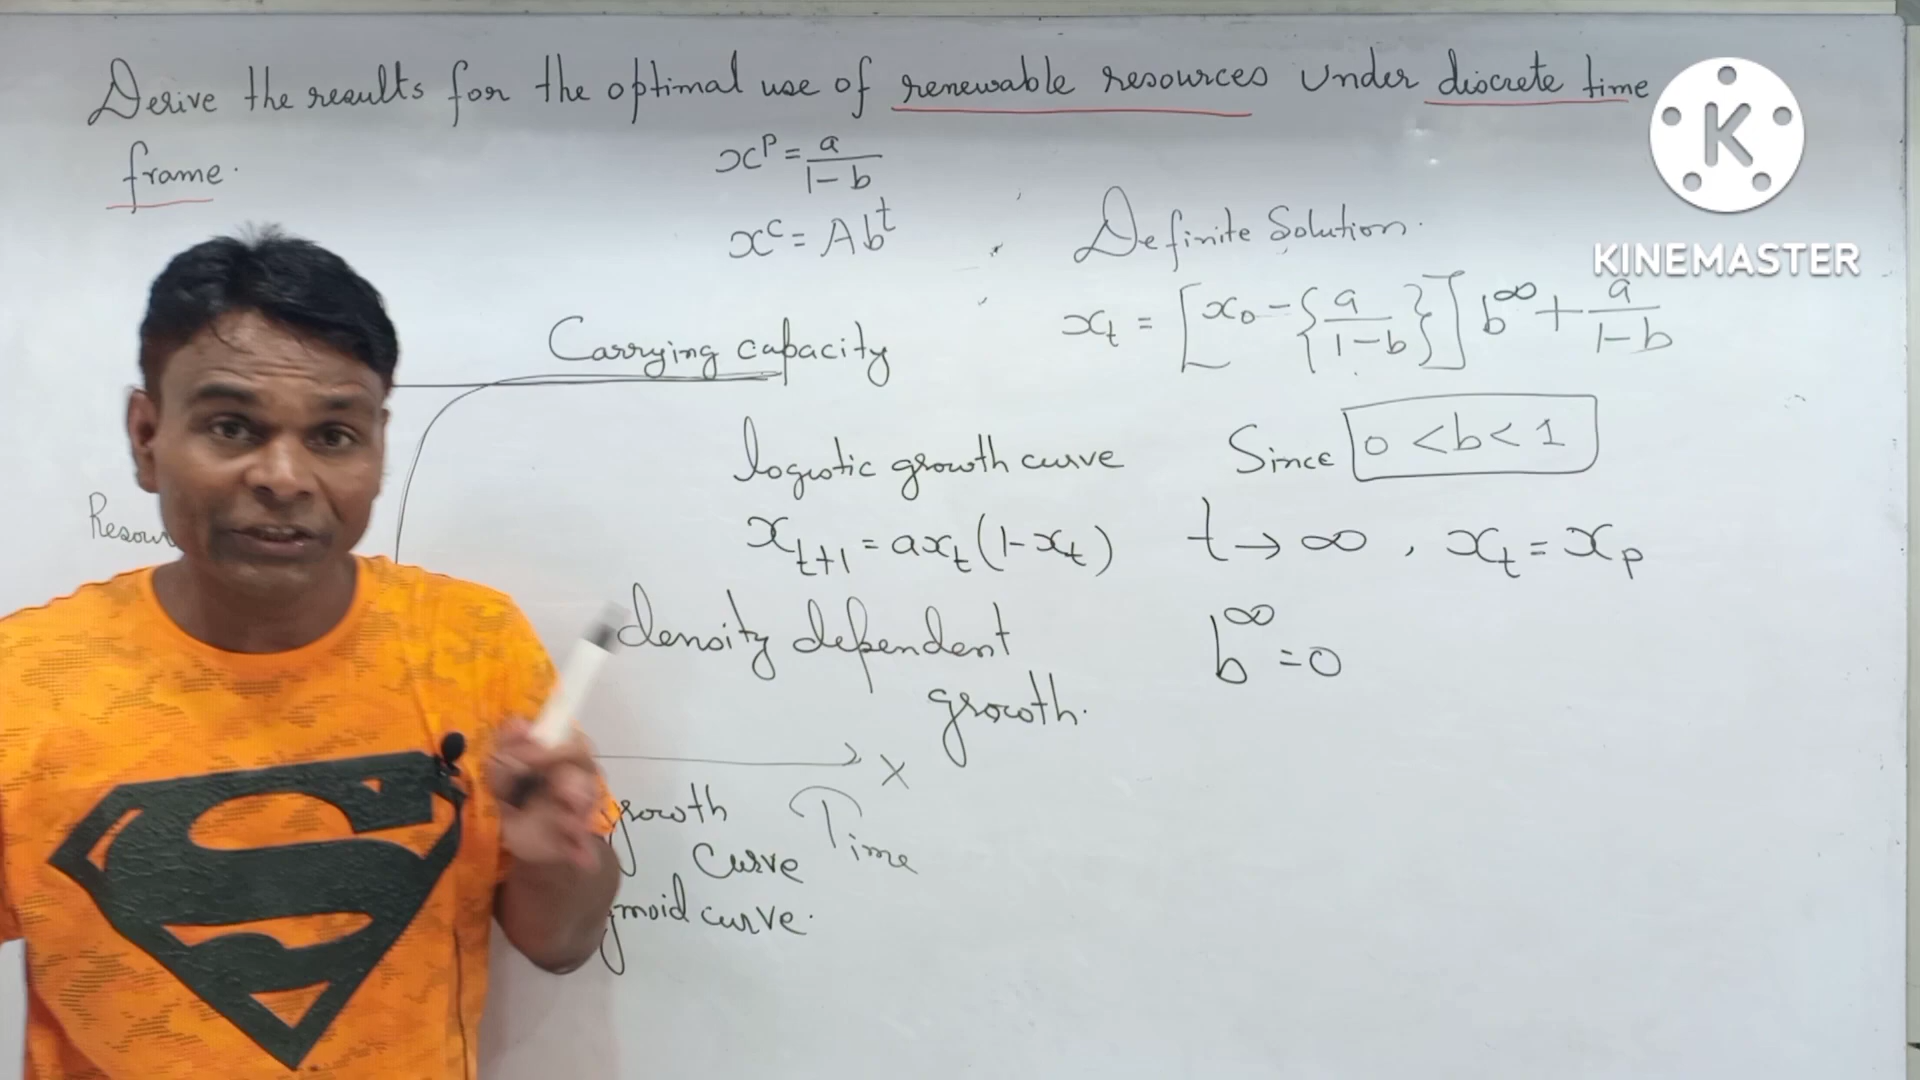 Derive the results for the optimal use of renewable resources under discrete time
frame.
x^p = a/(1-b)
x^c = Ab^t
Definite Solution.
x_t = [x_0 - {a/(1-b)}] b^∞ + a/(1-b)
Carrying capacity
logistic growth curve
Since 0 < b < 1
x_{t+1} = ax_t(1-x_t)
t → ∞, x_t = x_p
density dependent
growth.
b^∞ = 0
X
growth
Curve
Time
curve.
K
KINEMASTER